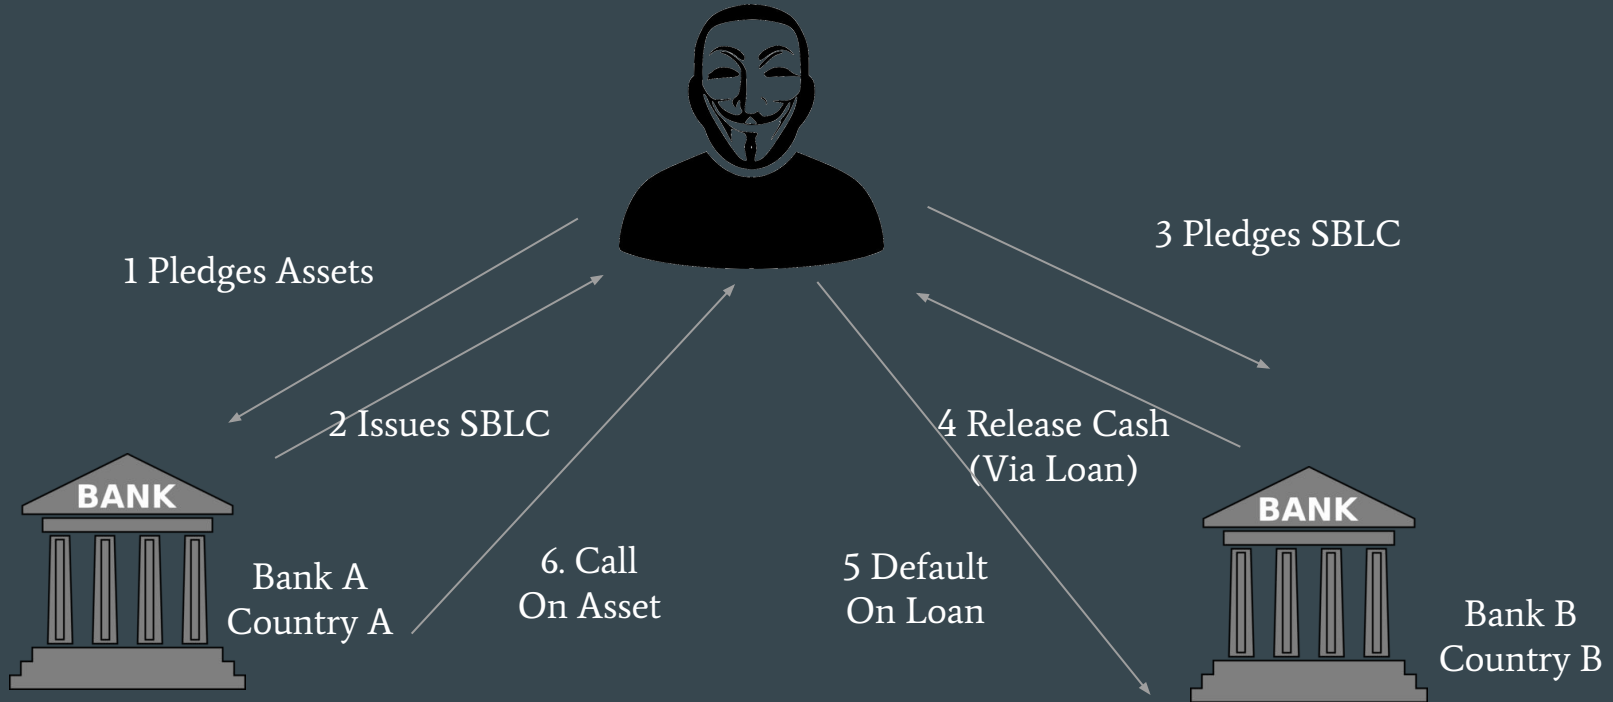 3 Pledges SBLC
1 Pledges Assets
2 Issues SBLC
4 Release Cash
(Via Loan)
BANK
BANK
6. Call
On Asset
5 Default
On Loan
Bank A
Country A
Bank B
Country B